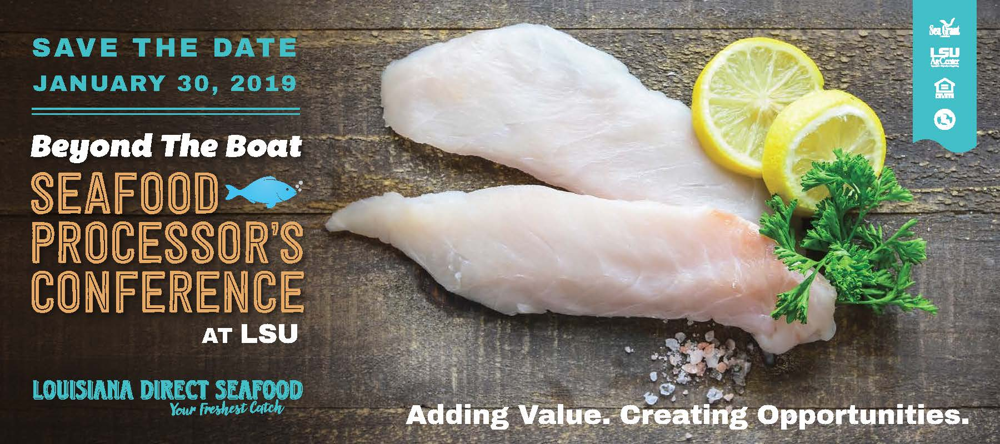 SAVE THE DATE
JANUARY 30, 2019
Beyond The Boat
SEAFOOD
PROCESSOR'S
CONFERENCE
AT LSU
LOUISIANA DIRECT SEAFOOD
Your Freshest Catch
Adding Value. Creating Opportunities.
Sea Grant
LSU
AgCenter